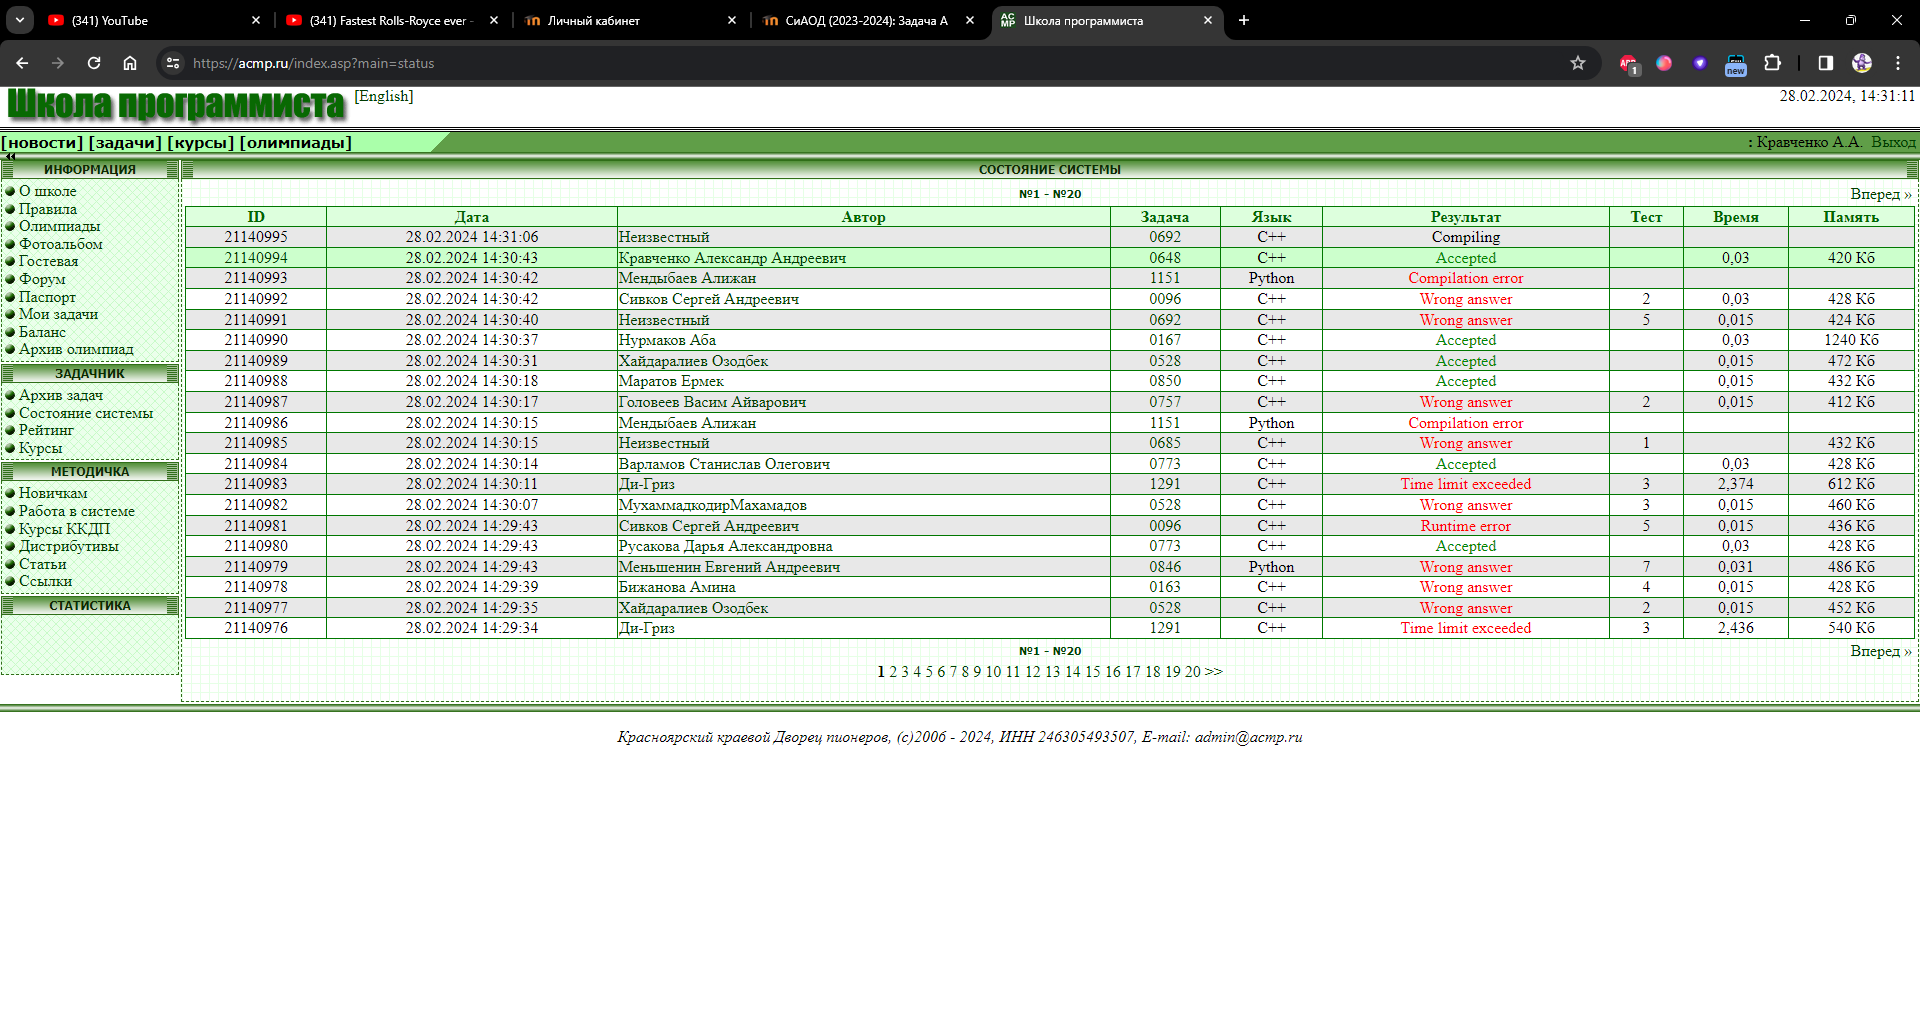 (341) YouTube
(341) Fastest Rolls-Royce ever -
Личный кабинет
СиАОД (2023-2024): Задача А
Школа программиста
https://acmp.ru/index.asp?main=status
1
new
Школа программиста [English] 28.02.2024, 14:31:11
[новости] [задачи] [курсы] [олимпиады] : Кравченко А.А. Выход
ИНФОРМАЦИЯ
О школе
Правила
Олимпиады
Фотоальбом
Гостевая
Форум
Паспорт
Мои задачи
Баланс
Архив олимпиад
ЗАДАЧНИК
Архив задач
Состояние системы
Рейтинг
Курсы
МЕТОДИЧКА
Новичкам
Работа в системе
Курсы ККДП
Дистрибутивы
Статьи
Ссылки
СТАТИСТИКА
СОСТОЯНИЕ СИСТЕМЫ
№1 - №20 Вперед »
ID Дата Автор Задача Язык Результат Тест Время Память
21140995 28.02.2024 14:31:06 Неизвестный 0692 C++ Compiling
21140994 28.02.2024 14:30:43 Кравченко Александр Андреевич 0648 C++ Accepted 0,03 420 Кб
21140993 28.02.2024 14:30:42 Мендыбаев Алижан 1151 Python Compilation error
21140992 28.02.2024 14:30:42 Сивков Сергей Андреевич 0096 C++ Wrong answer 2 0,03 428 Кб
21140991 28.02.2024 14:30:40 Неизвестный 0692 C++ Wrong answer 5 0,015 424 Кб
21140990 28.02.2024 14:30:37 Нурмаков Аба 0167 C++ Accepted 0,03 1240 Кб
21140989 28.02.2024 14:30:31 Хайдаралиев Озодбек 0528 C++ Accepted 0,015 472 Кб
21140988 28.02.2024 14:30:18 Маратов Ермек 0850 C++ Accepted 0,015 432 Кб
21140987 28.02.2024 14:30:17 Головеев Васим Айварович 0757 C++ Wrong answer 2 0,015 412 Кб
21140986 28.02.2024 14:30:15 Мендыбаев Алижан 1151 Python Compilation error
21140985 28.02.2024 14:30:15 Неизвестный 0685 C++ Wrong answer 1 432 Кб
21140984 28.02.2024 14:30:14 Варламов Станислав Олегович 0773 C++ Accepted 0,03 428 Кб
21140983 28.02.2024 14:30:11 Ди-Гриз 1291 C++ Time limit exceeded 3 2,374 612 Кб
21140982 28.02.2024 14:30:07 МухаммадкодирМахамадов 0528 C++ Wrong answer 3 0,015 460 Кб
21140981 28.02.2024 14:29:43 Сивков Сергей Андреевич 0096 C++ Runtime error 5 0,015 436 Кб
21140980 28.02.2024 14:29:43 Русакова Дарья Александровна 0773 C++ Accepted 0,03 428 Кб
21140979 28.02.2024 14:29:43 Меньшенин Евгений Андреевич 0846 Python Wrong answer 7 0,031 486 Кб
21140978 28.02.2024 14:29:39 Бижанова Амина 0163 C++ Wrong answer 4 0,015 428 Кб
21140977 28.02.2024 14:29:35 Хайдаралиев Озодбек 0528 C++ Wrong answer 2 0,015 452 Кб
21140976 28.02.2024 14:29:34 Ди-Гриз 1291 C++ Time limit exceeded 3 2,436 540 Кб
№1 - №20 Вперед »
1 2 3 4 5 6 7 8 9 10 11 12 13 14 15 16 17 18 19 20 >>
Красноярский краевой Дворец пионеров, (c)2006 - 2024, ИНН 246305493507, E-mail: admin@acmp.ru